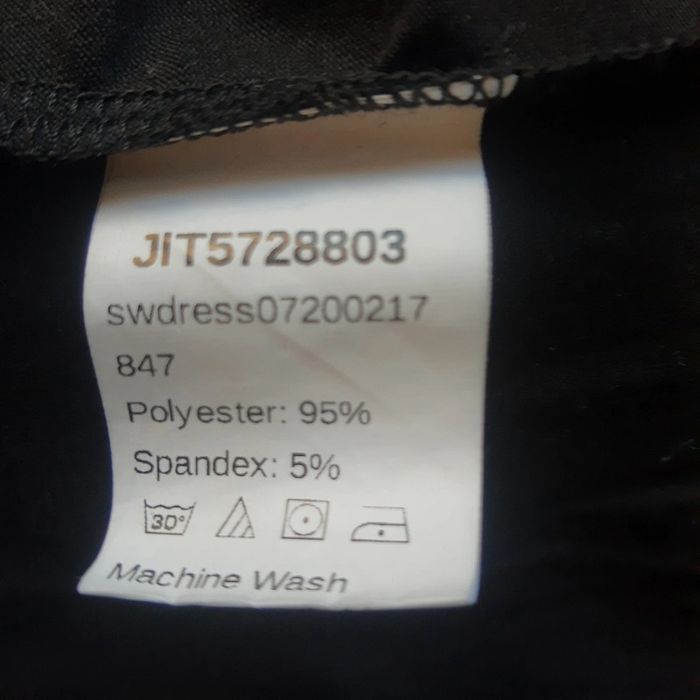 JIT5728803
swdress07200217
847
Polyester: 95%
Spandex: 5%
30°
Machine Wash